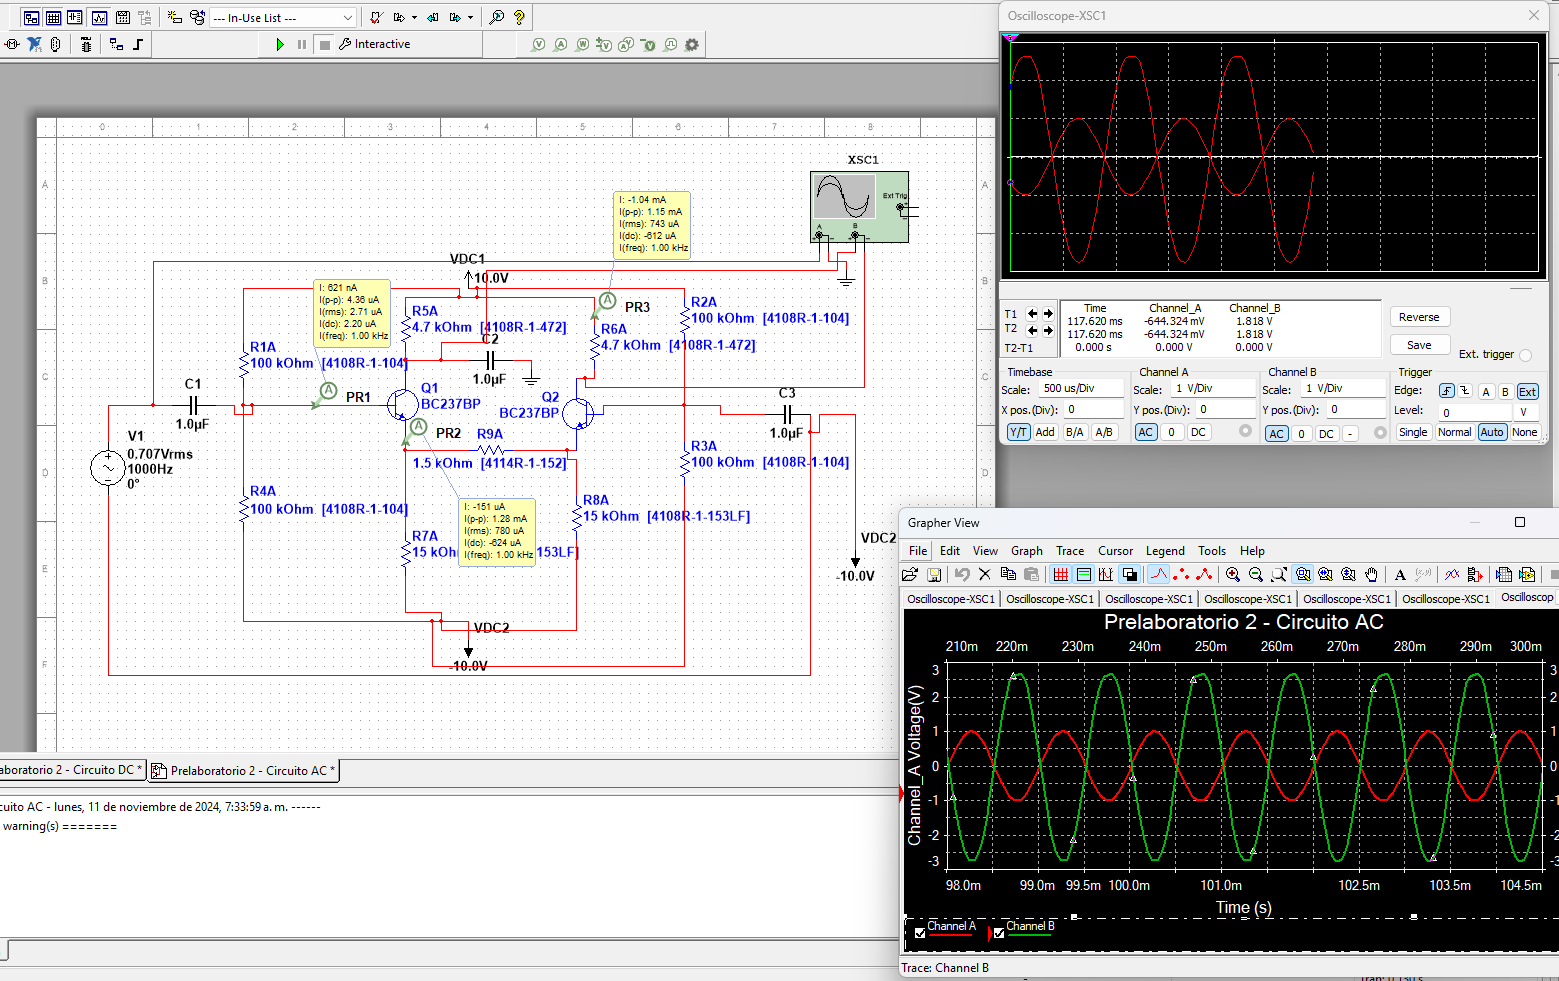 --- In-Use List ---
Interactive
Oscilloscope-XSC1
0 1 2 3 4 5 6 7 8
A
B
C
D
E
F
A
B
C
D
XSC1
Ext Trig
A B
I: -1.04 mA
I(p-p): 1.15 mA
I(rms): 743 uA
I(dc): -612 uA
I(freq): 1.00 kHz
PR3
VDC1
10.0V
I: 621 nA
I(p-p): 4.36 uA
I(rms): 2.71 uA
I(dc): 2.20 uA
I(freq): 1.00 kHz
PR1
R5A
4.7 kOhm [4108R-1-472]
R2A
100 kOhm [4108R-1-104]
R6A
4.7 kOhm [4108R-1-472]
C2
1.0µF
R1A
100 kOhm [4108R-1-104]
C1
1.0µF
Q1
BC237BP
Q2
BC237BP
C3
1.0µF
PR2
R9A
1.5 kOhm [4114R-1-152]
V1
0.707Vrms
1000Hz
0°
R3A
100 kOhm [4108R-1-104]
R4A
100 kOhm [4108R-1-104]
I: -151 uA
I(p-p): 1.28 mA
I(rms): 780 uA
I(dc): -624 uA
I(freq): 1.00 kHz
R8A
15 kOhm [4108R-1-153LF]
R7A
15 kOh
153LF]
VDC2
-10.0V
VDC2
-10.0V
T1
T2
T2-T1
Time Channel_A Channel_B
117.620 ms -644.324 mV 1.818 V
117.620 ms -644.324 mV 1.818 V
0.000 s 0.000 V 0.000 V
Reverse
Save
Ext. trigger
Timebase
Scale: 500 us/Div
X pos.(Div): 0
Y/T Add B/A A/B
Channel A
Scale: 1 V/Div
Y pos.(Div): 0
AC 0 DC
Channel B
Scale: 1 V/Div
Y pos.(Div): 0
AC 0 DC -
Trigger
Edge: A B Ext
Level: 0 V
Single Normal Auto None
Grapher View
File Edit View Graph Trace Cursor Legend Tools Help
Oscilloscope-XSC1 Oscilloscope-XSC1 Oscilloscope-XSC1 Oscilloscope-XSC1 Oscilloscope-XSC1 Oscilloscope-XSC1 Oscilloscop
Prelaboratorio 2 - Circuito AC
210m 220m 230m 240m 250m 260m 270m 280m 290m 300m
3
2
1
0
-1
-2
-3
Channel_A Voltage(V)
3
2
1
0
98.0m 99.0m 99.5m 100.0m 101.0m 102.5m 103.5m 104.5m
Time (s)
Channel A Channel B
Trace: Channel B
aboratorio 2 - Circuito DC * Prelaboratorio 2 - Circuito AC *
cuito AC - lunes, 11 de noviembre de 2024, 7:33:59 a. m. ------
warning(s) =======